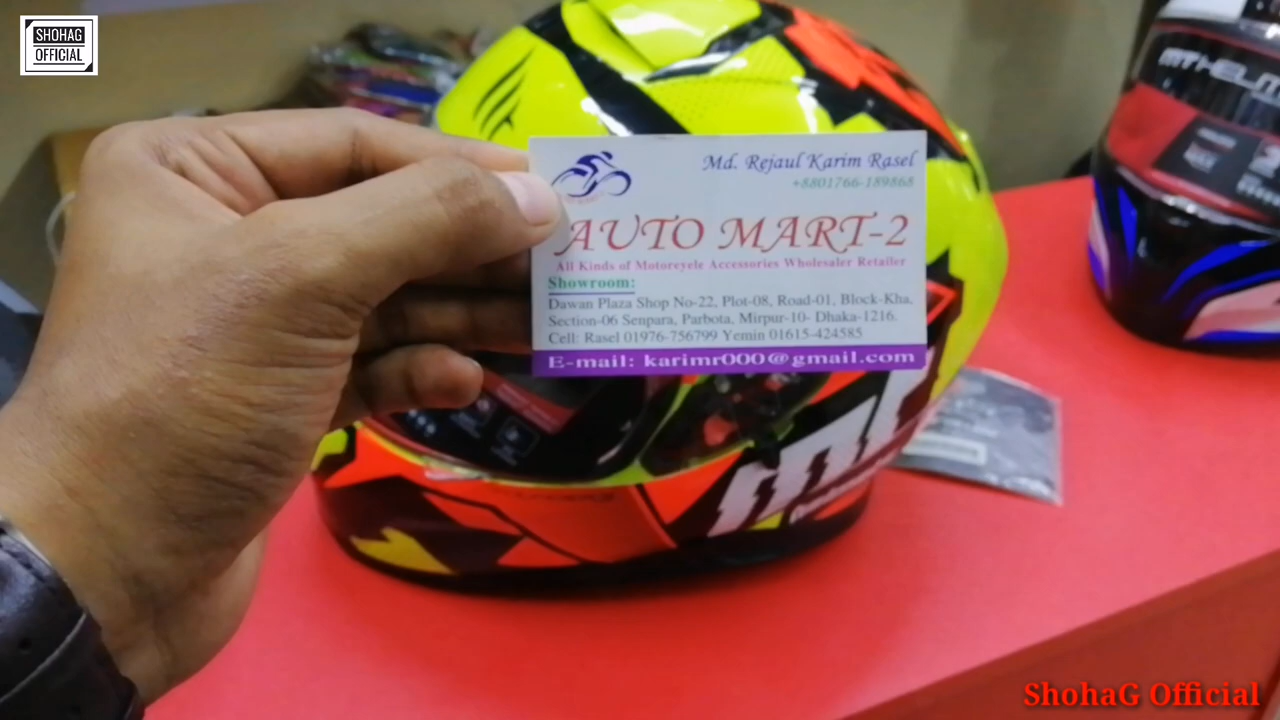 SHOHAG
OFFICIAL
Md. Rejaul Karim Rasel
+8801766-189868
AUTO MART-2
All Kinds of Motorcycle Accessories Wholesaler Retailer
Showroom:
Dawan Plaza Shop No-22, Plot-08, Road-01, Block-Kha.
Section-06 Senpara, Parbota, Mirpur-10- Dhaka-1216.
Cell: Rasel 01976-756799 Yemin 01615-424585
E-mail: karimr000@gmail.com
mt
ShohaG Official